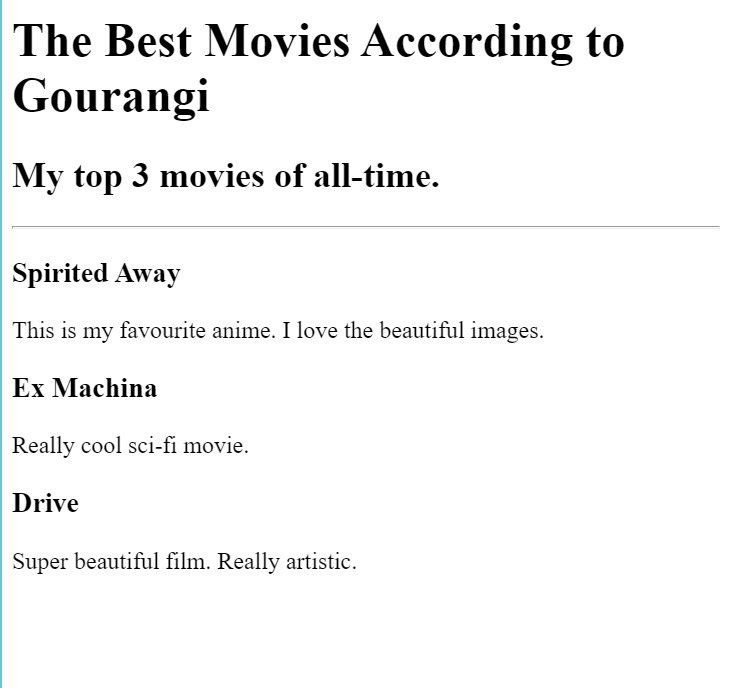 The Best Movies According to
Gourangi
My top 3 movies of all-time.
Spirited Away
This is my favourite anime. I love the beautiful images.
Ex Machina
Really cool sci-fi movie.
Drive
Super beautiful film. Really artistic.